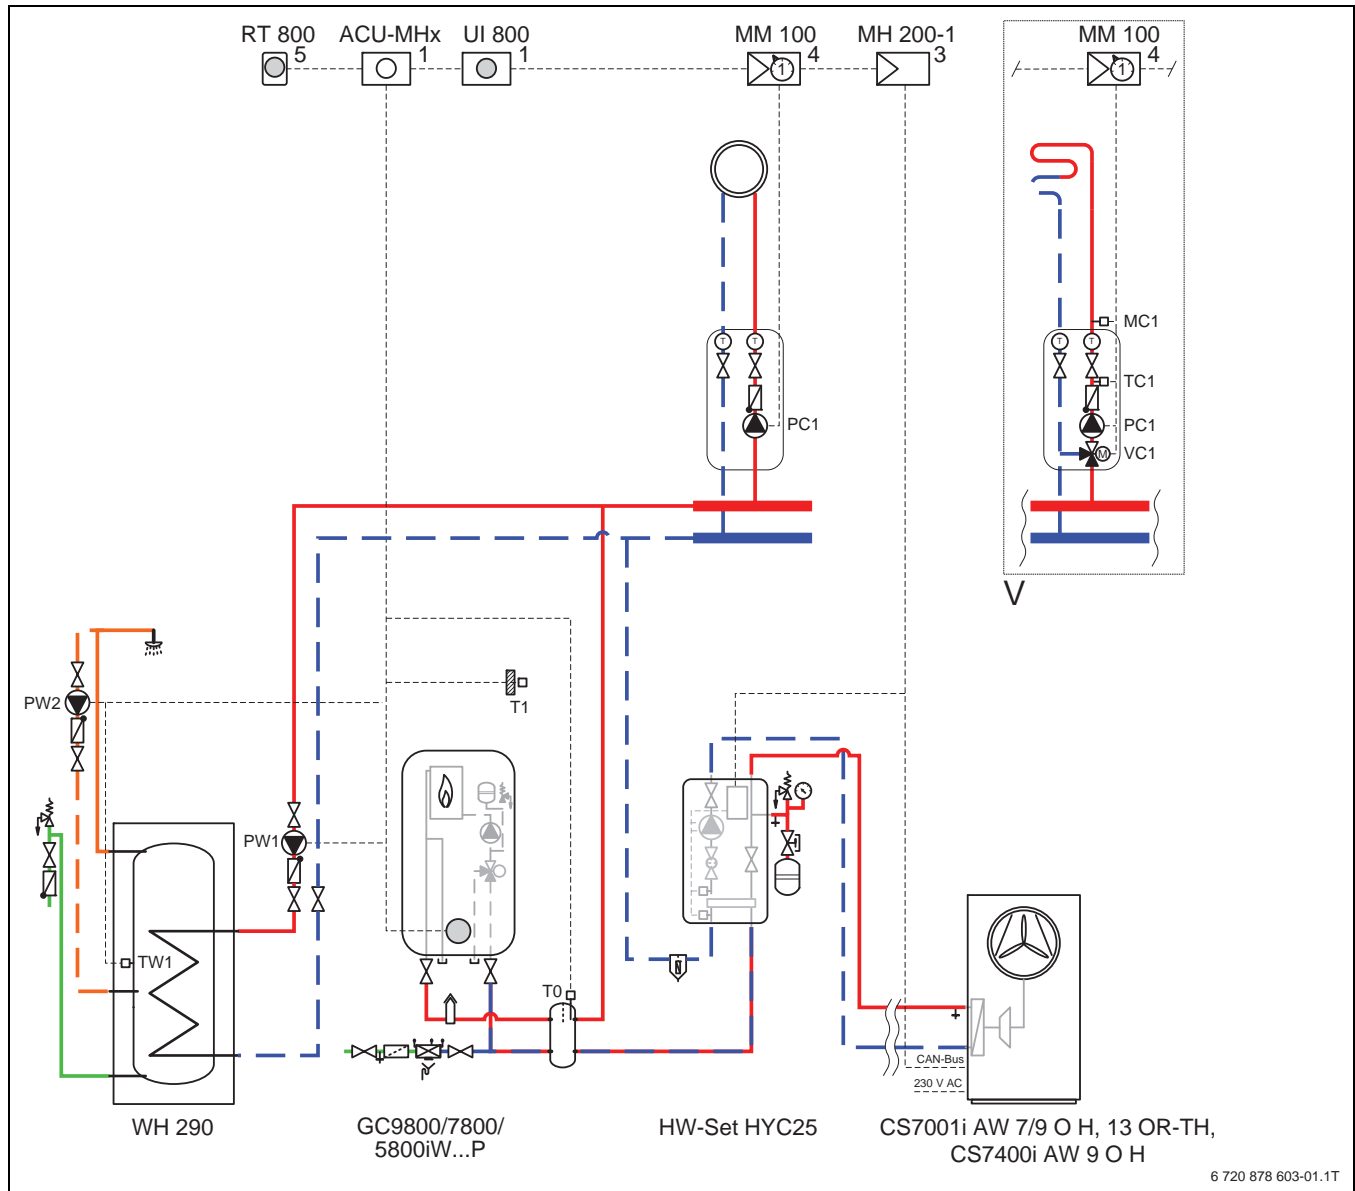 RT 800 ACU-MHx UI 800 MM 100 MH 200-1 MM 100
5 1 1 4 3 4
1 1
MC1
T T T T
TC1
PC1 PC1
M VC1
V
PW2
T1
PW1
TW1
T0
CAN-Bus
230 V AC
WH 290
GC9800/7800/
5800iW...P
HW-Set HYC25
CS7001i AW 7/9 O H, 13 OR-TH,
CS7400i AW 9 O H
6 720 878 603-01.1T